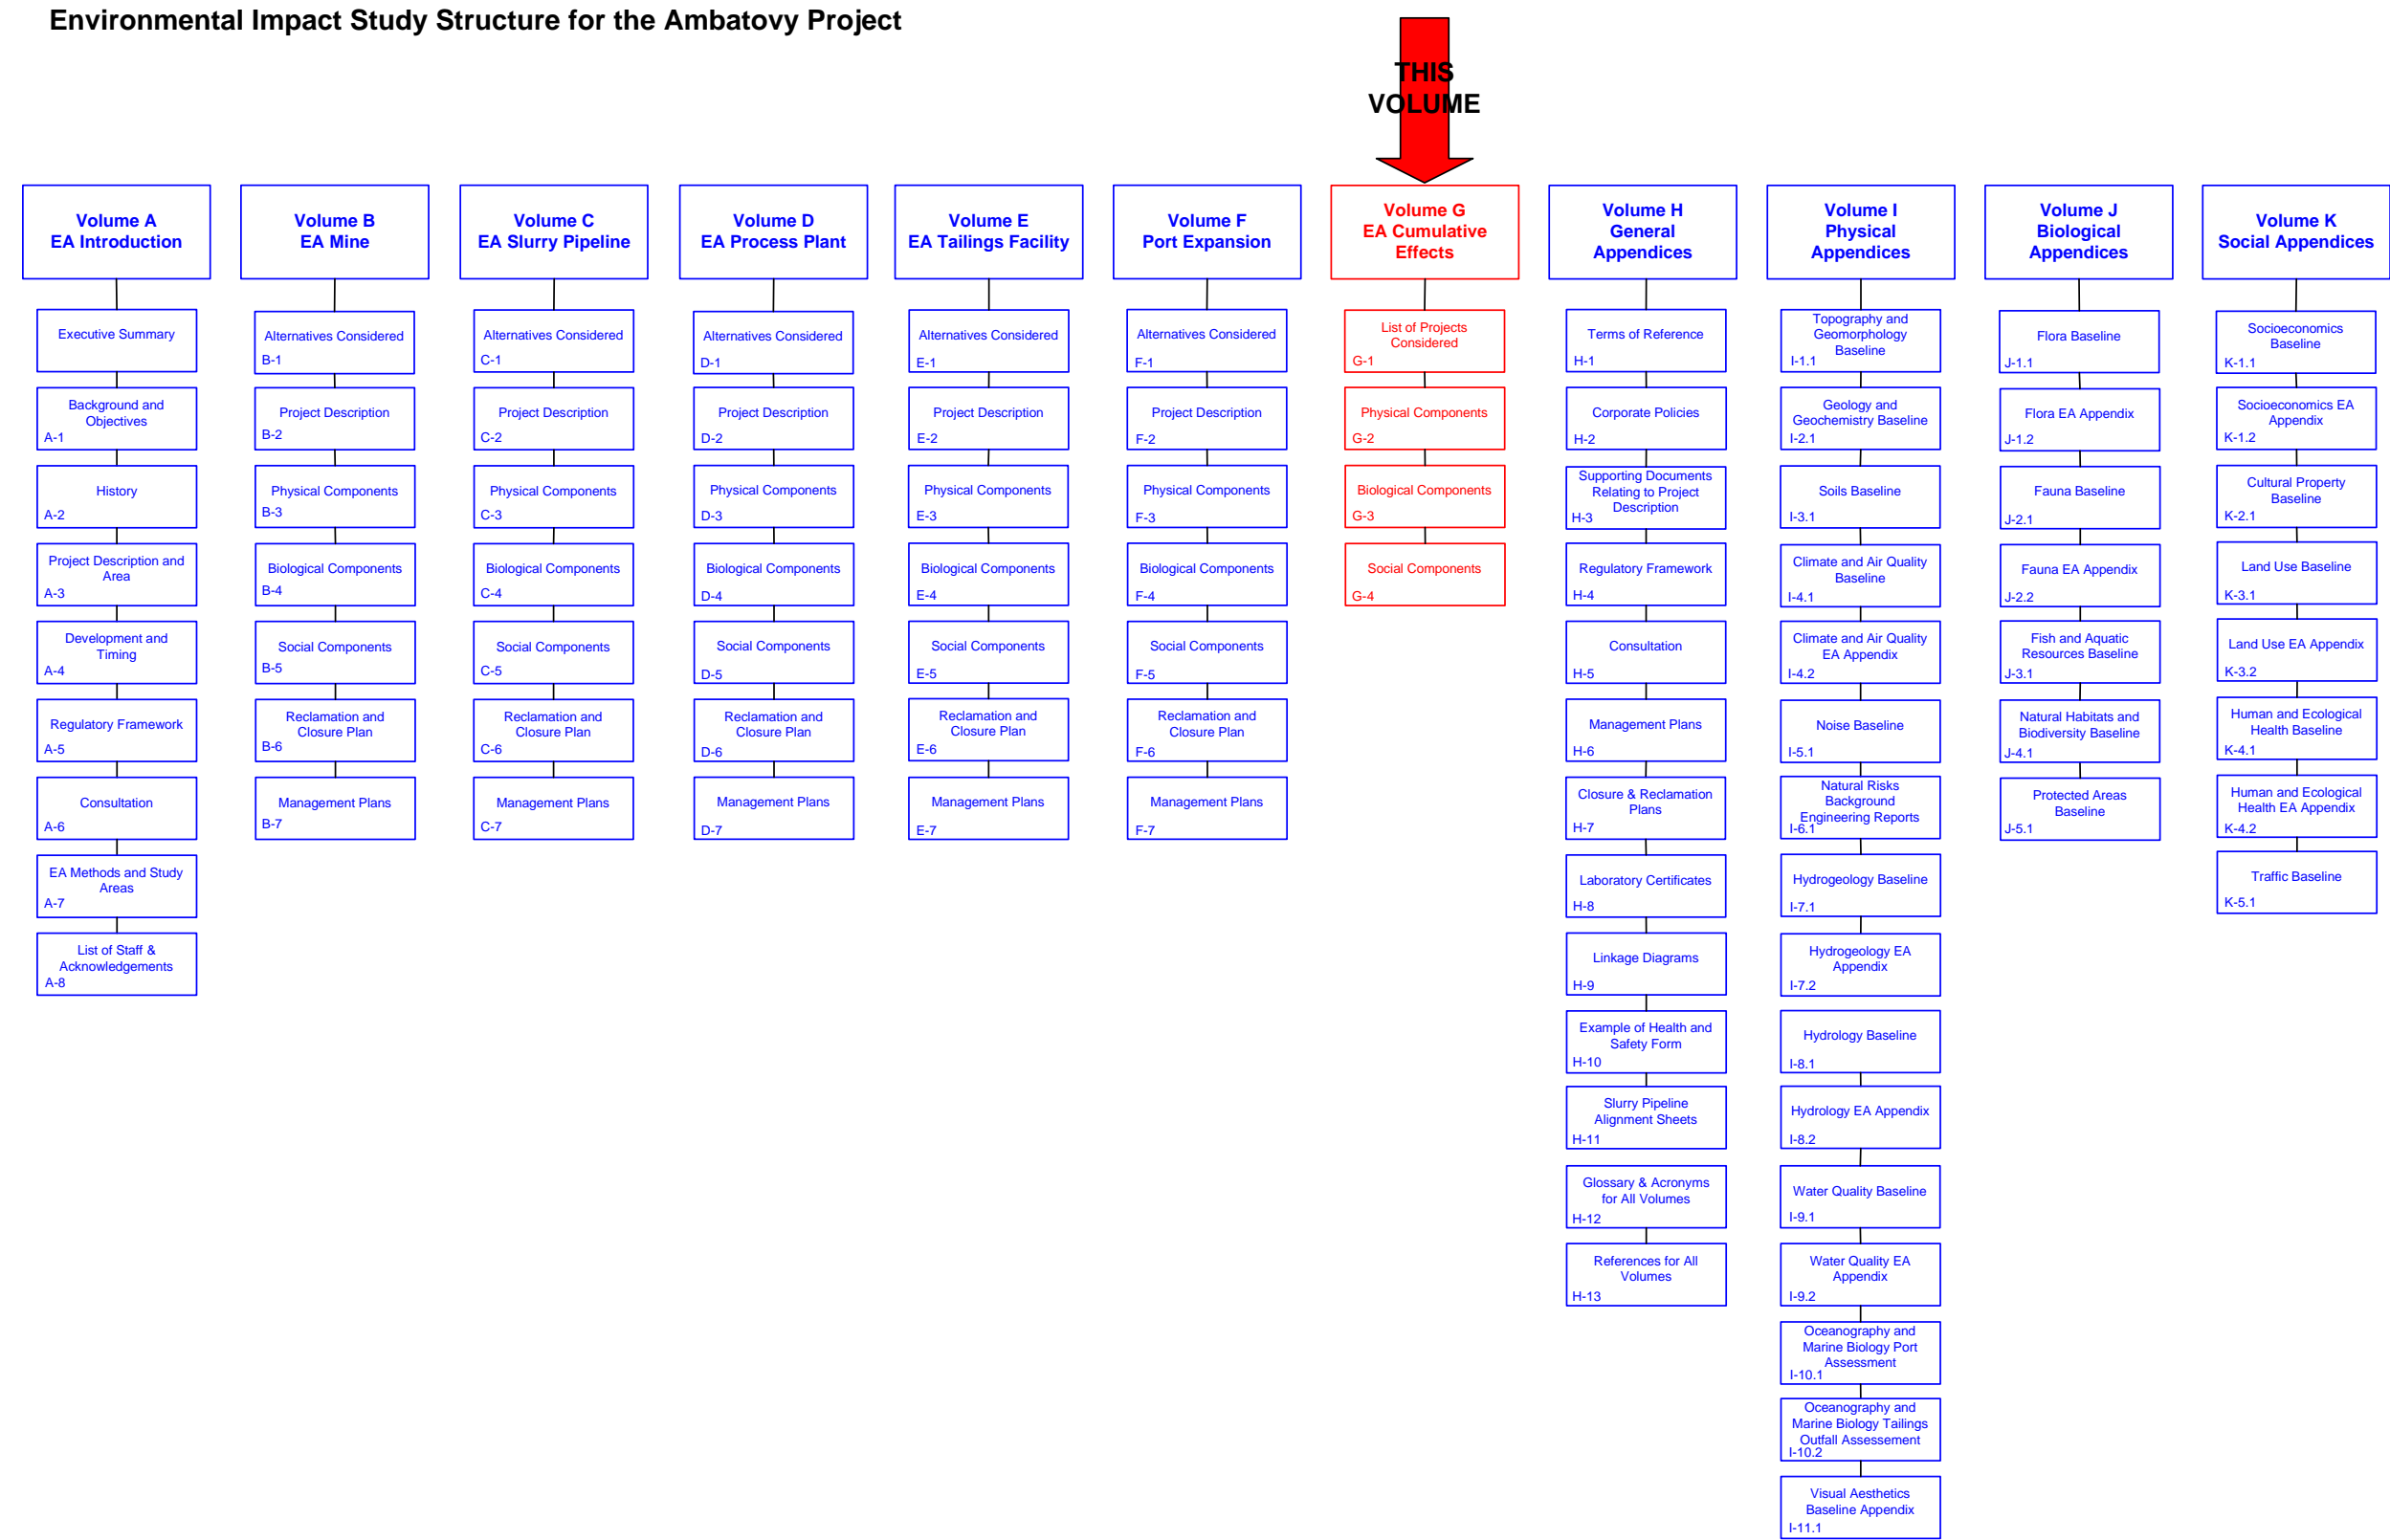 Environmental Impact Study Structure for the Ambatovy Project
THIS
VOLUME
Volume A
EA Introduction
Executive Summary
Background and
Objectives
A-1
History
A-2
Project Description and
Area
A-3
Development and
Timing
A-4
Regulatory Framework
A-5
Consultation
A-6
EA Methods and Study
Areas
A-7
List of Staff &
Acknowledgements
A-8
Volume B
EA Mine
Alternatives Considered
B-1
Project Description
B-2
Physical Components
B-3
Biological Components
B-4
Social Components
B-5
Reclamation and
Closure Plan
B-6
Management Plans
B-7
Volume C
EA Slurry Pipeline
Alternatives Considered
C-1
Project Description
C-2
Physical Components
C-3
Biological Components
C-4
Social Components
C-5
Reclamation and
Closure Plan
C-6
Management Plans
C-7
Volume D
EA Process Plant
Alternatives Considered
D-1
Project Description
D-2
Physical Components
D-3
Biological Components
D-4
Social Components
D-5
Reclamation and
Closure Plan
D-6
Management Plans
D-7
Volume E
EA Tailings Facility
Alternatives Considered
E-1
Project Description
E-2
Physical Components
E-3
Biological Components
E-4
Social Components
E-5
Reclamation and
Closure Plan
E-6
Management Plans
E-7
Volume F
Port Expansion
Alternatives Considered
F-1
Project Description
F-2
Physical Components
F-3
Biological Components
F-4
Social Components
F-5
Reclamation and
Closure Plan
F-6
Management Plans
F-7
Volume G
EA Cumulative
Effects
List of Projects
Considered
G-1
Physical Components
G-2
Biological Components
G-3
Social Components
G-4
Volume H
General
Appendices
Terms of Reference
H-1
Corporate Policies
H-2
Supporting Documents
Relating to Project
Description
H-3
Regulatory Framework
H-4
Consultation
H-5
Management Plans
H-6
Closure & Reclamation
Plans
H-7
Laboratory Certificates
H-8
Linkage Diagrams
H-9
Example of Health and
Safety Form
H-10
Slurry Pipeline
Alignment Sheets
H-11
Glossary & Acronyms
for All Volumes
H-12
References for All
Volumes
H-13
Volume I
Physical
Appendices
Topography and
Geomorphology
Baseline
I-1.1
Geology and
Geochemistry Baseline
I-2.1
Soils Baseline
I-3.1
Climate and Air Quality
Baseline
I-4.1
Climate and Air Quality
EA Appendix
I-4.2
Noise Baseline
I-5.1
Natural Risks
Background
Engineering Reports
I-6.1
Hydrogeology Baseline
I-7.1
Hydrogeology EA
Appendix
I-7.2
Hydrology Baseline
I-8.1
Hydrology EA Appendix
I-8.2
Water Quality Baseline
I-9.1
Water Quality EA
Appendix
I-9.2
Oceanography and
Marine Biology Port
Assessment
I-10.1
Oceanography and
Marine Biology Tailings
Outfall Assessement
I-10.2
Visual Aesthetics
Baseline Appendix
I-11.1
Volume J
Biological
Appendices
Flora Baseline
J-1.1
Flora EA Appendix
J-1.2
Fauna Baseline
J-2.1
Fauna EA Appendix
J-2.2
Fish and Aquatic
Resources Baseline
J-3.1
Natural Habitats and
Biodiversity Baseline
J-4.1
Protected Areas
Baseline
J-5.1
Volume K
Social Appendices
Socioeconomics
Baseline
K-1.1
Socioeconomics EA
Appendix
K-1.2
Cultural Property
Baseline
K-2.1
Land Use Baseline
K-3.1
Land Use EA Appendix
K-3.2
Human and Ecological
Health Baseline
K-4.1
Human and Ecological
Health EA Appendix
K-4.2
Traffic Baseline
K-5.1